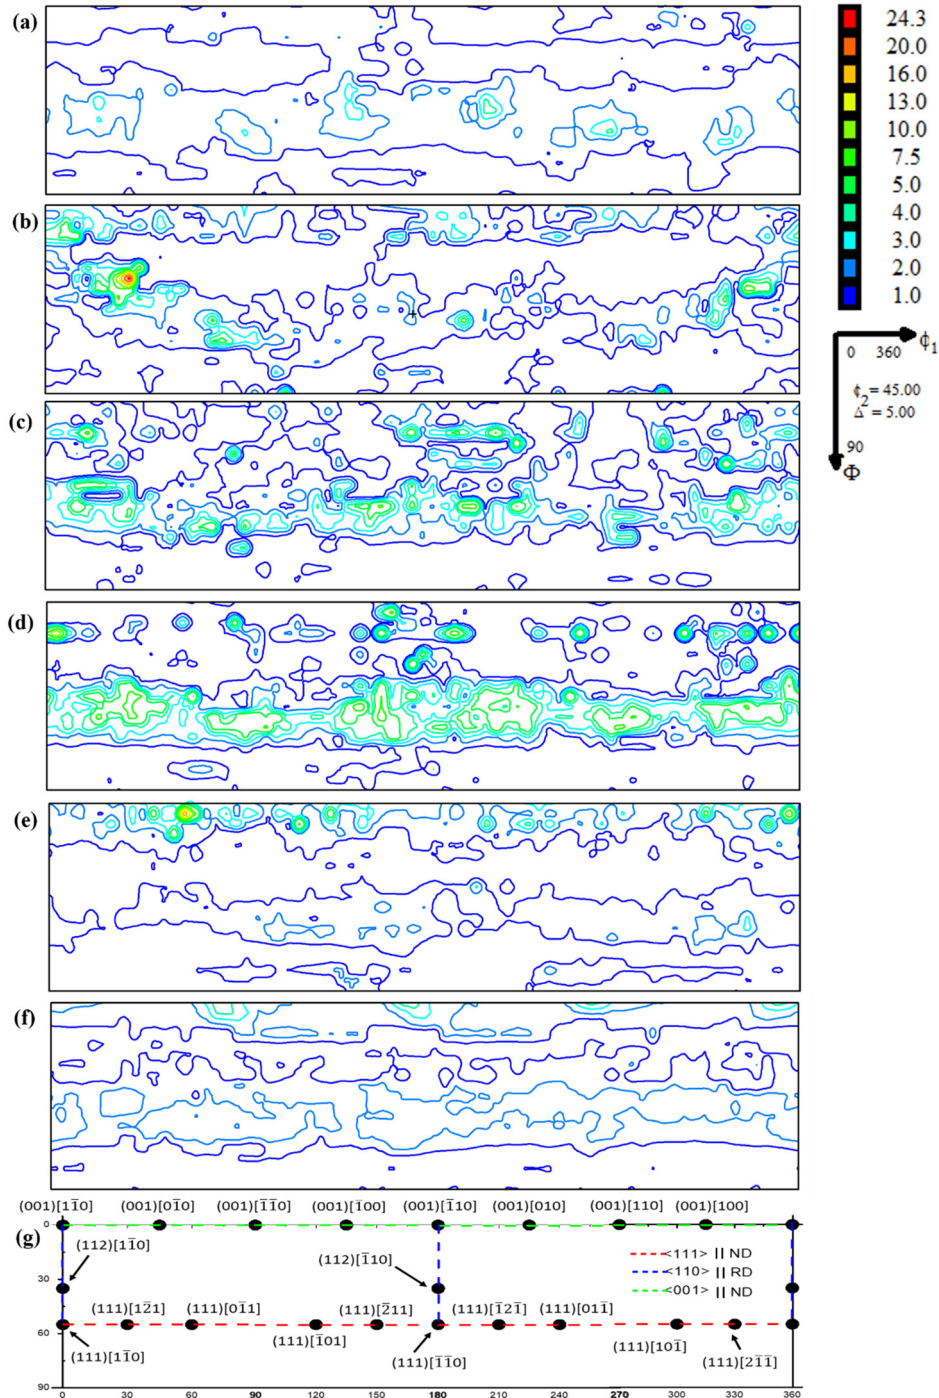 (a)
24.3
20.0
16.0
13.0
10.0
7.5
5.0
4.0
3.0
2.0
1.0
(b)
ϕ1
0 360
ϕ2 = 45.00
Δ = 5.00
90
Φ
(c)
(d)
(e)
(f)
(001)[11̄0] (001)[01̄0] (001)[1̄1̄0] (001)[1̄00] (001)[1̄10] (001)[010] (001)[110] (001)[100]
0
(g)
(112)[11̄0] (112)[1̄10] <111> || ND
<110> || RD
<001> || ND
30
(111)[12̄1] (111)[01̄1] (111)[2̄11] (111)[1̄21̄] (111)[011̄]
60
(111)[11̄0] (111)[1̄01] (111)[1̄1̄0] (111)[101̄] (111)[21̄1̄]
90
0 30 60 90 120 150 180 210 240 270 300 330 360